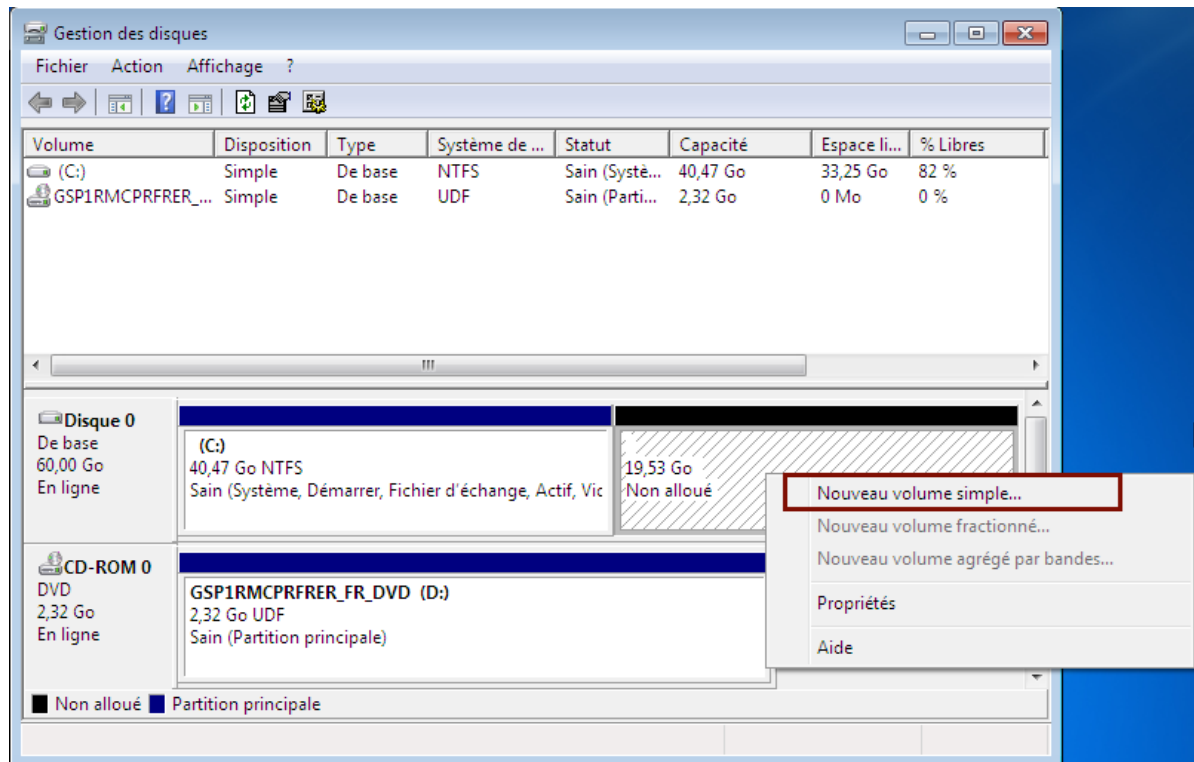 Gestion des disques
Fichier Action Affichage ?
Volume Disposition Type Système de ... Statut Capacité Espace li... % Libres
(C:) Simple De base NTFS Sain (Systè... 40,47 Go 33,25 Go 82 %
GSP1RMCPRFRER_... Simple De base UDF Sain (Parti... 2,32 Go 0 Mo 0 %
Disque 0
De base
60,00 Go
En ligne
(C:)
40,47 Go NTFS
Sain (Système, Démarrer, Fichier d'échange, Actif, Vic
19,53 Go
Non alloué
Nouveau volume simple...
Nouveau volume fractionné...
Nouveau volume agrégé par bandes...
Propriétés
Aide
CD-ROM 0
DVD
2,32 Go
En ligne
GSP1RMCPRFRER_FR_DVD (D:)
2,32 Go UDF
Sain (Partition principale)
Non alloué Partition principale